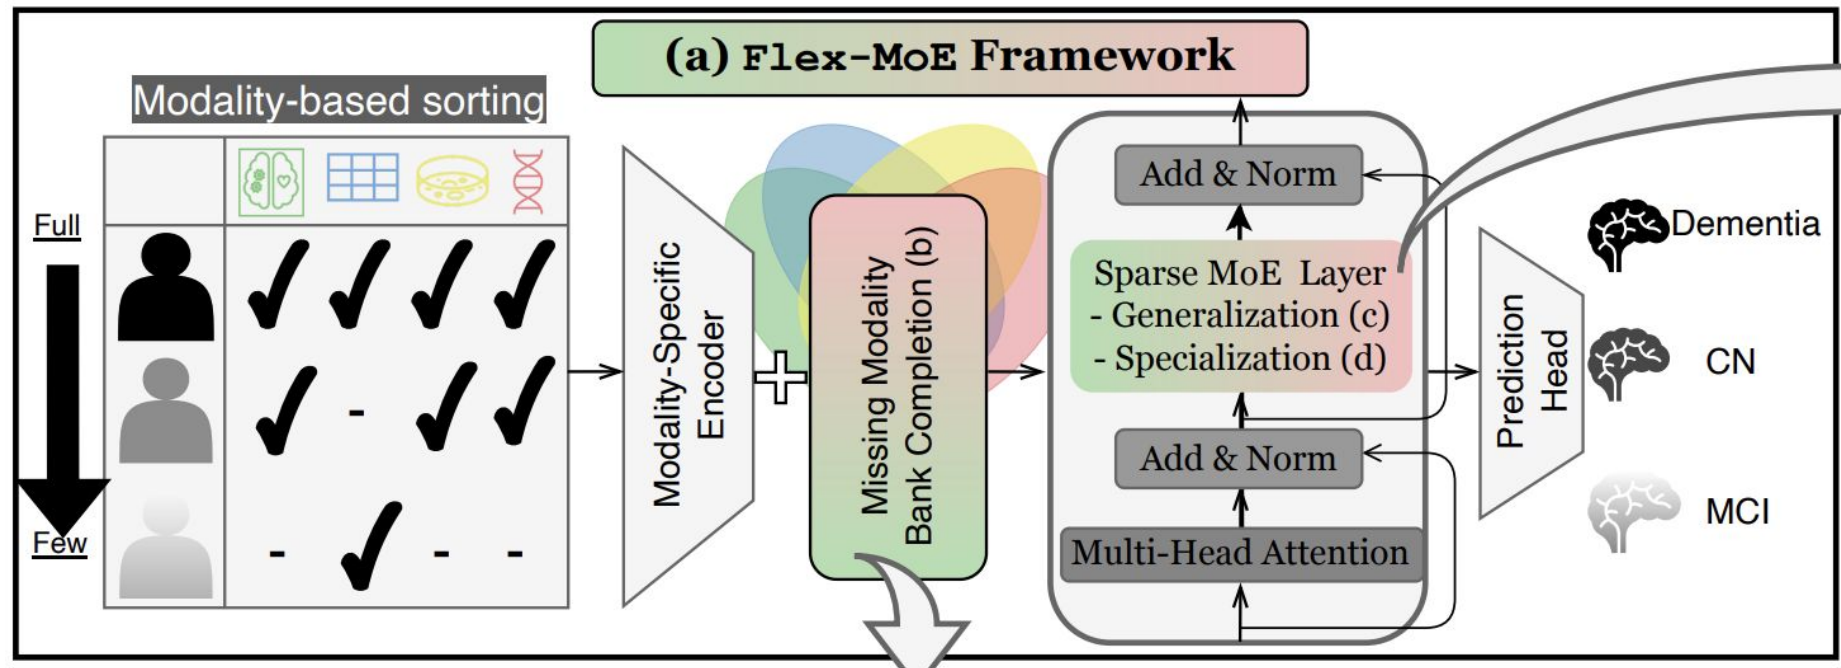 (a) Flex-MoE Framework
Modality-based sorting
Full
Few
-
- - -
Modality-Specific
Encoder
Missing Modality
Bank Completion (b)
Add & Norm
Sparse MoE Layer
- Generalization (c)
- Specialization (d)
Add & Norm
Multi-Head Attention
Prediction
Head
Dementia
CN
MCI